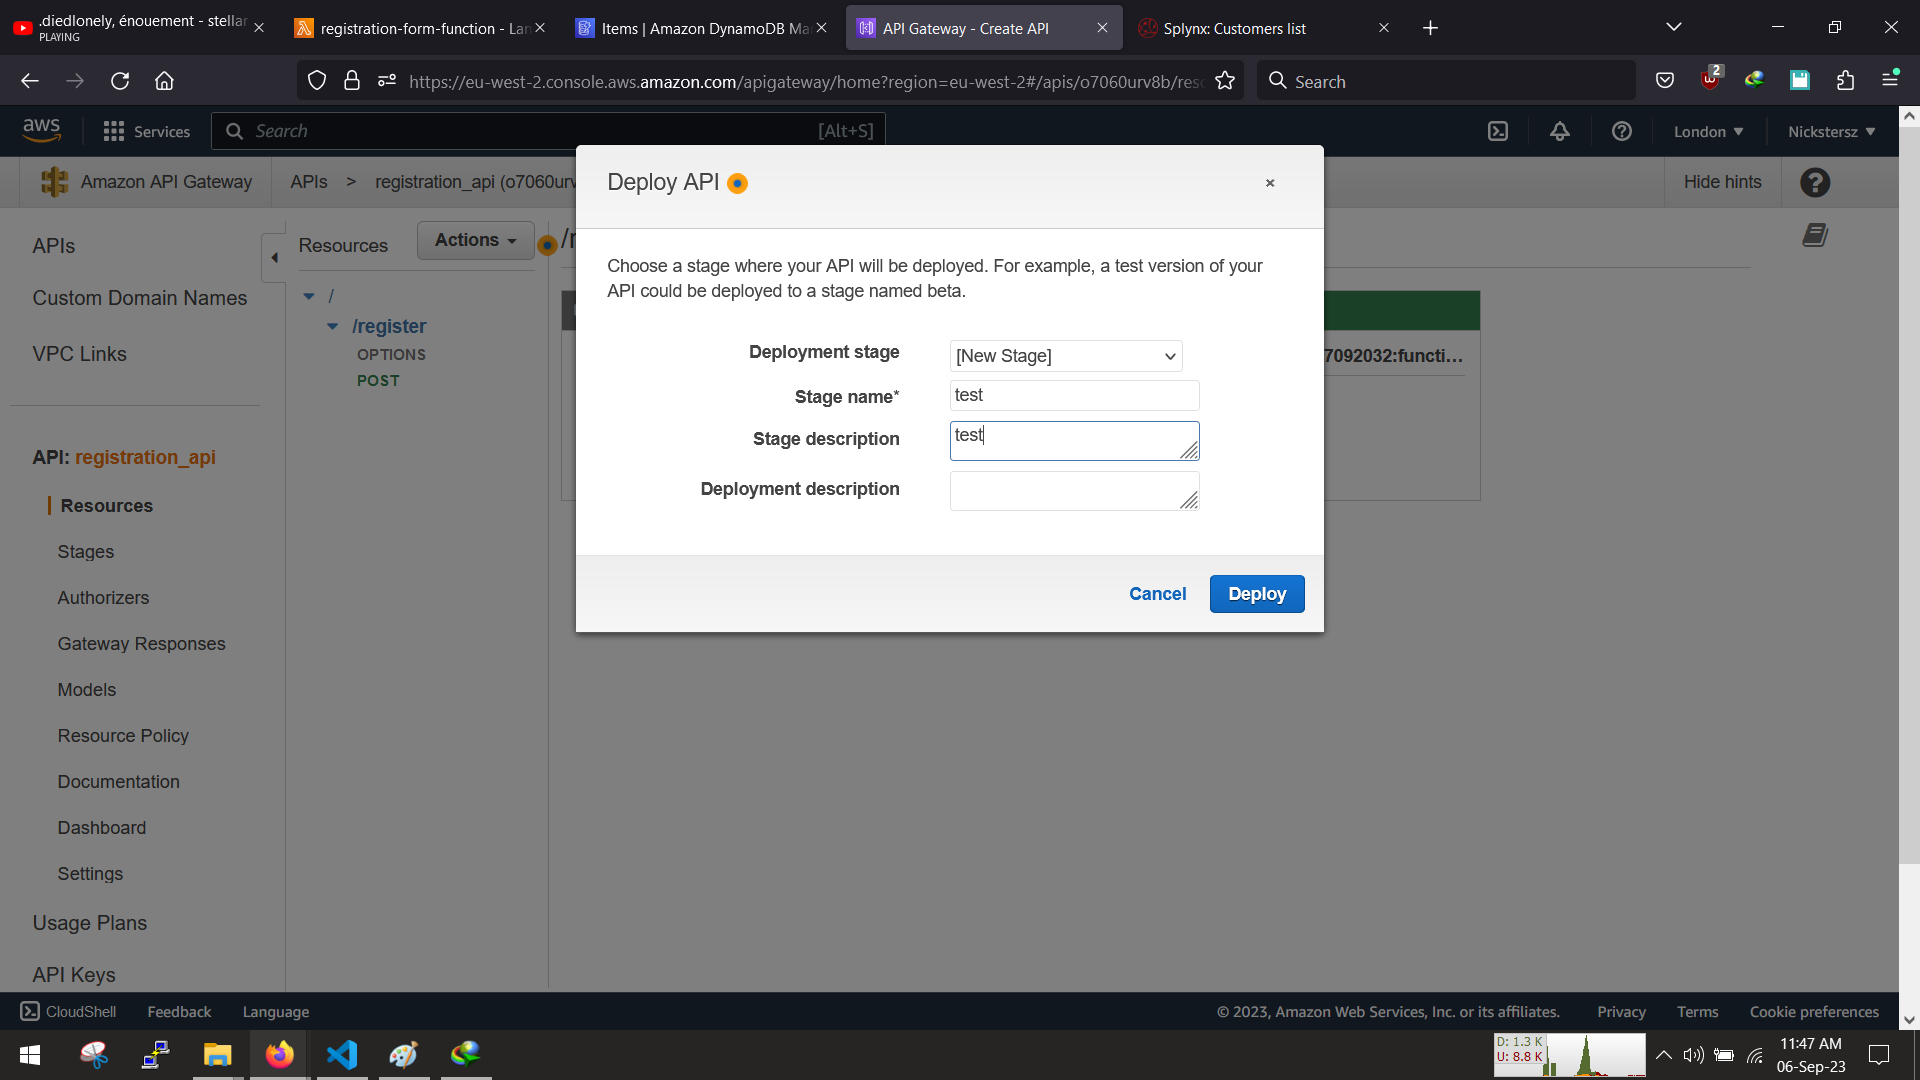 .diedlonely, énouement - stellar
PLAYING
registration-form-function - Lan
Items | Amazon DynamoDB Ma
API Gateway - Create API
Splynx: Customers list
https://eu-west-2.console.aws.amazon.com/apigateway/home?region=eu-west-2#/apis/o7060urv8b/reso
Search
2
aws
Services
Search
[Alt+S]
London
Nickstersz
Amazon API Gateway
APIs > registration_api (o7060urv
Hide hints
Deploy API
Choose a stage where your API will be deployed. For example, a test version of your
API could be deployed to a stage named beta.
Deployment stage
[New Stage]
Stage name*
test
Stage description
test
Deployment description
Cancel
Deploy
APIs
Custom Domain Names
VPC Links
API: registration_api
Resources
Stages
Authorizers
Gateway Responses
Models
Resource Policy
Documentation
Dashboard
Settings
Usage Plans
API Keys
Resources
Actions
/
/register
OPTIONS
POST
7092032:functi...
CloudShell
Feedback
Language
© 2023, Amazon Web Services, Inc. or its affiliates.
Privacy
Terms
Cookie preferences
D: 1.3 K
U: 8.8 K
11:47 AM
06-Sep-23